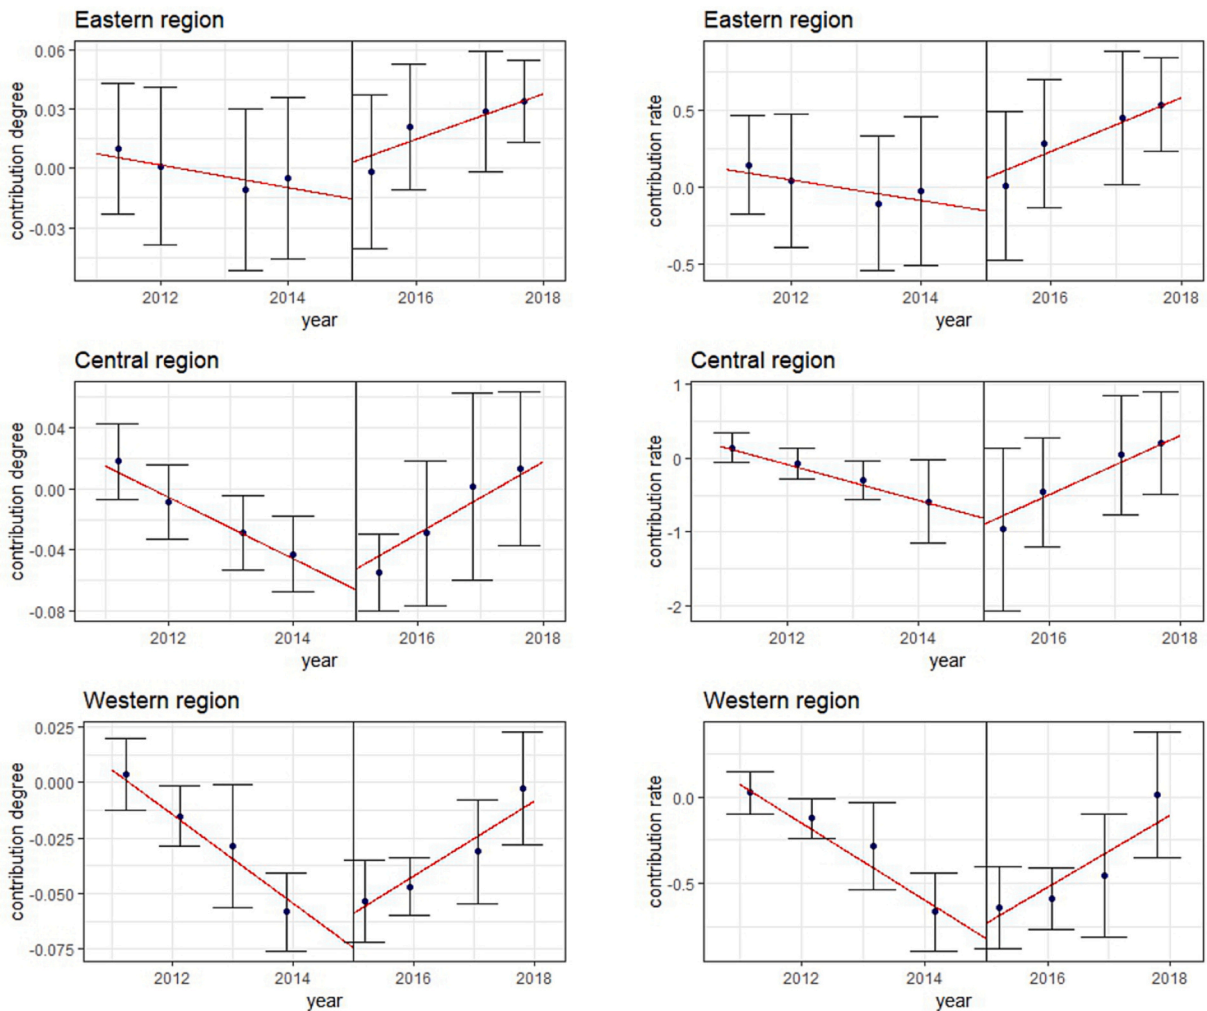 Eastern region
contribution degree
0.06
0.03
0.00
-0.03
2012 2014 2016 2018
year
Eastern region
contribution rate
0.5
0.0
-0.5
2012 2014 2016 2018
year
Central region
contribution degree
0.04
0.00
-0.04
-0.08
2012 2014 2016 2018
year
Central region
contribution rate
1
0
-1
-2
2012 2014 2016 2018
year
Western region
contribution degree
0.025
0.000
-0.025
-0.050
-0.075
2012 2014 2016 2018
year
Western region
contribution rate
0.0
-0.5
2012 2014 2016 2018
year